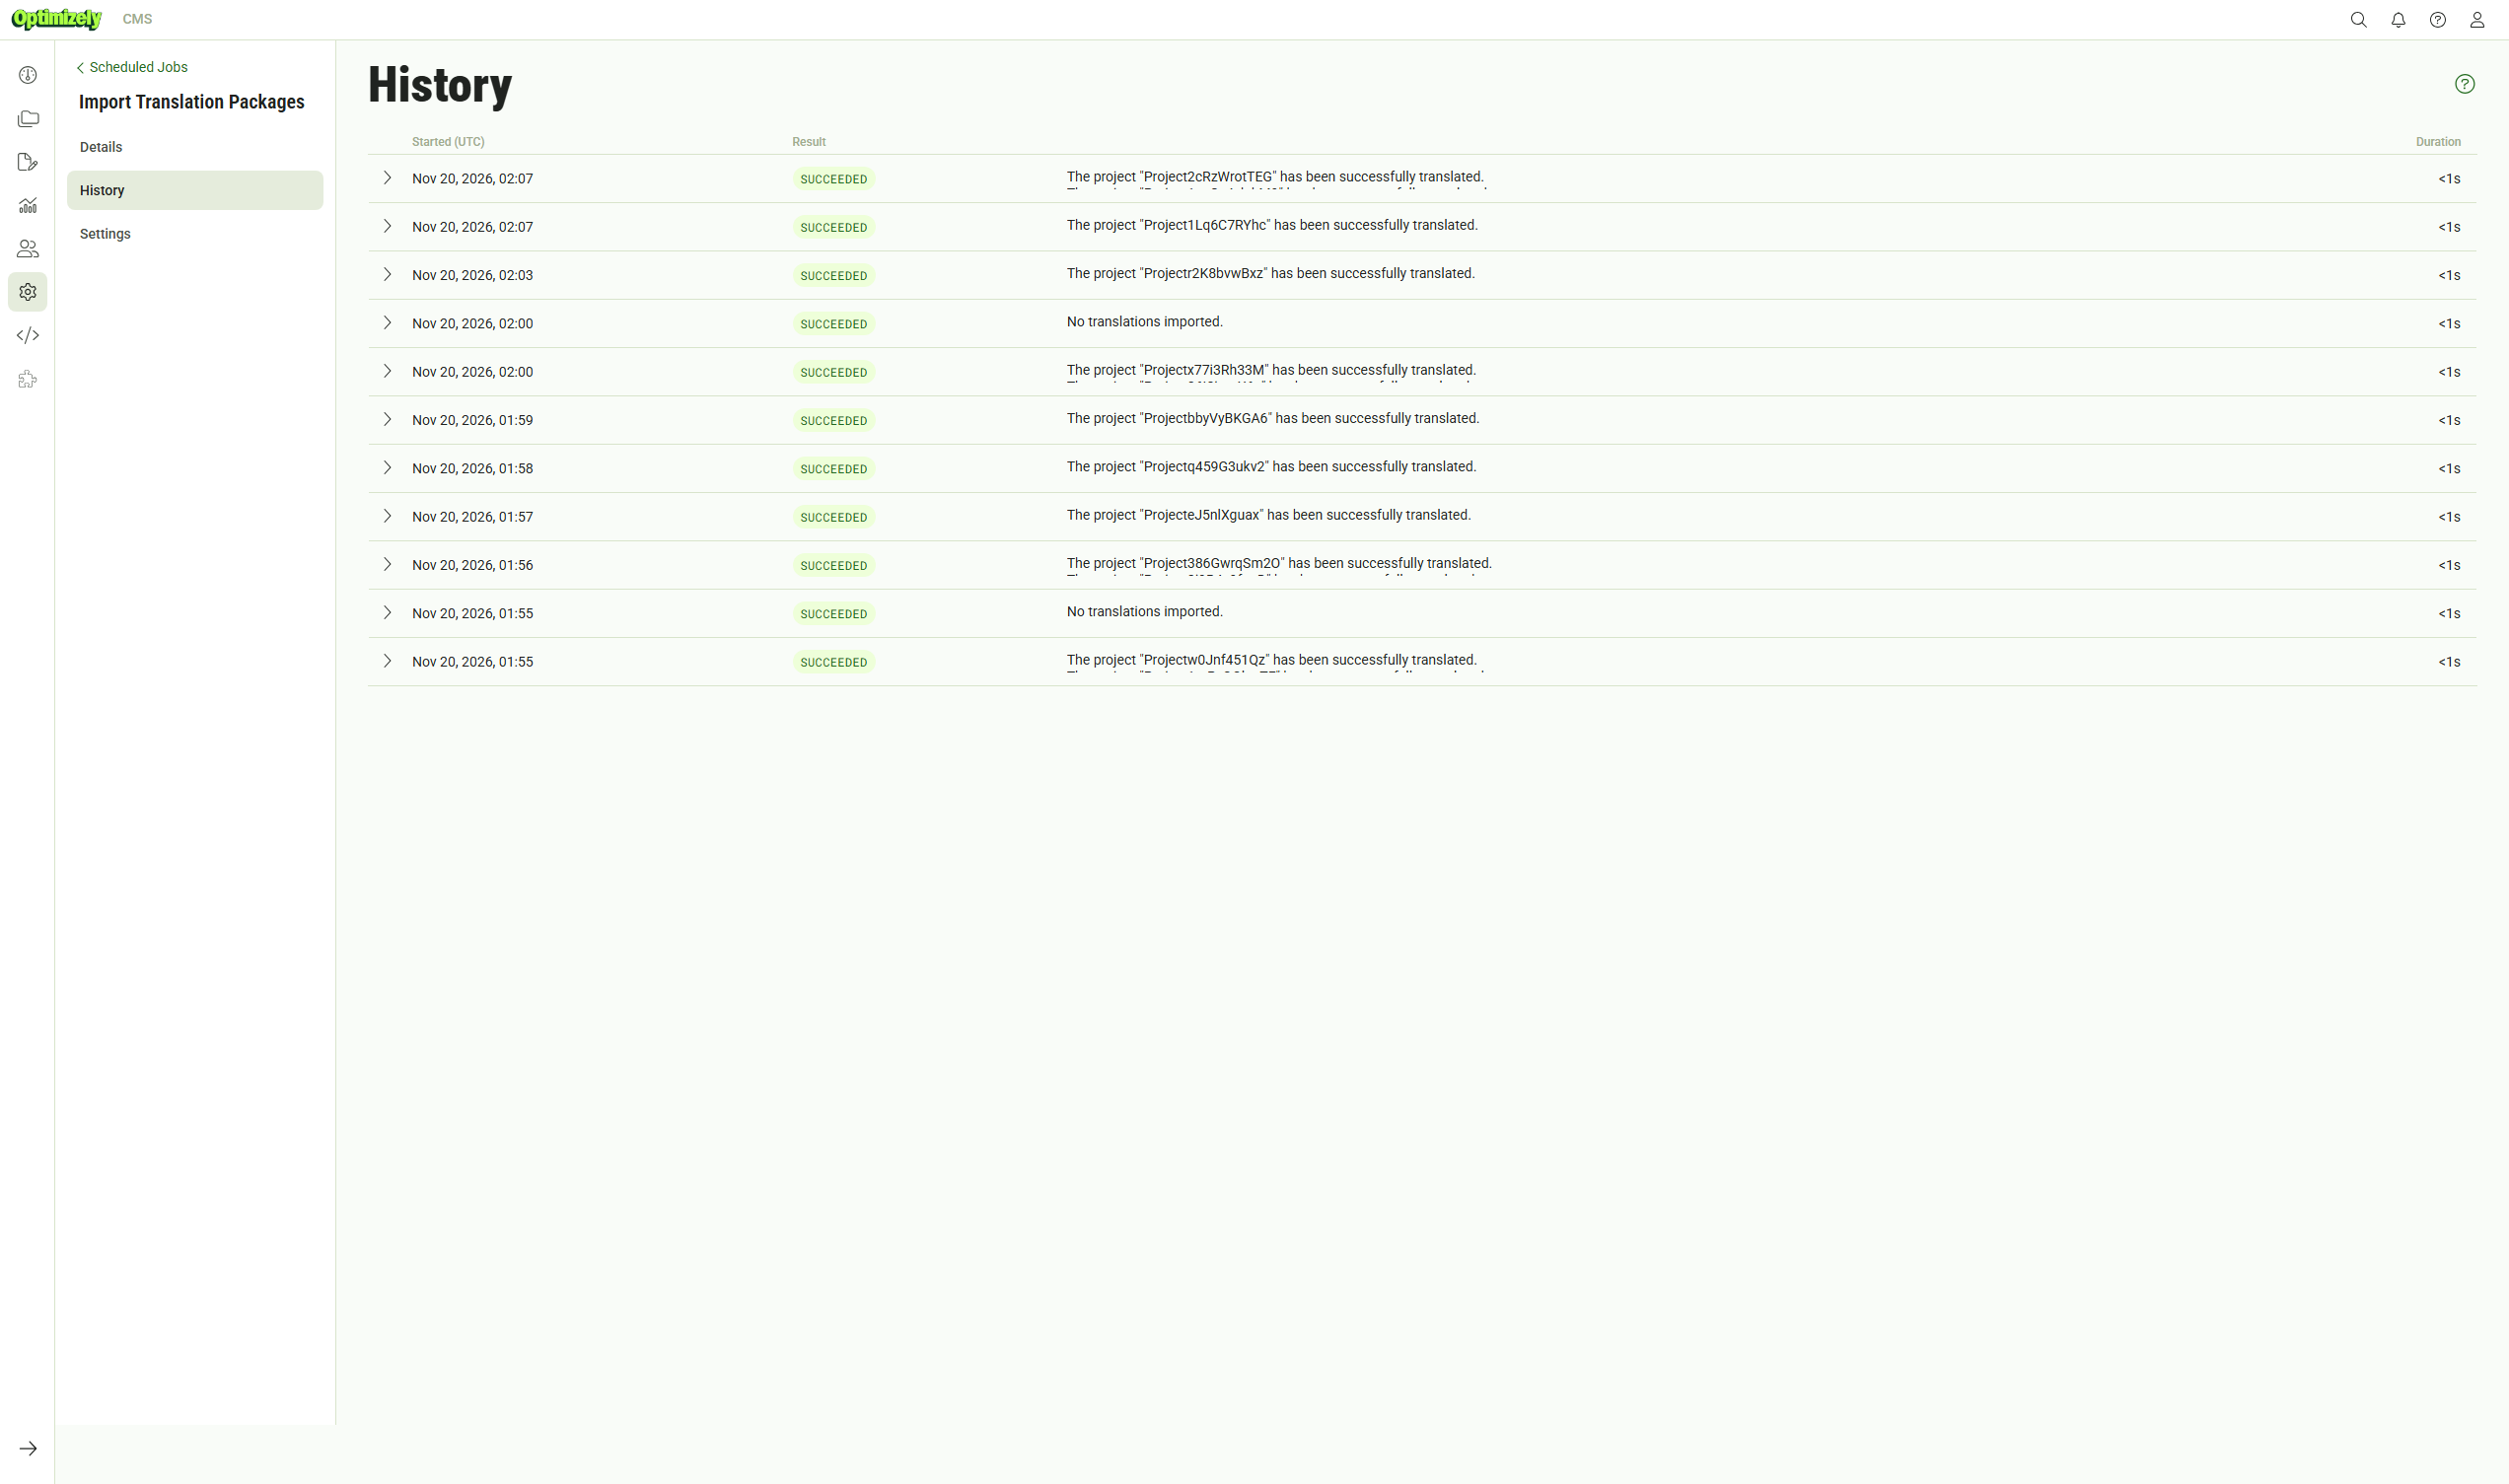 Optimizely CMS
Scheduled Jobs
Import Translation Packages
Details
History
Settings
History
Started (UTC) Result Duration
Nov 20, 2026, 02:07 SUCCEEDED The project "Project2cRzWrotTEG" has been successfully translated. <1s
Nov 20, 2026, 02:07 SUCCEEDED The project "Project1Lq6C7RYhc" has been successfully translated. <1s
Nov 20, 2026, 02:03 SUCCEEDED The project "Projectr2K8bvwBxz" has been successfully translated. <1s
Nov 20, 2026, 02:00 SUCCEEDED No translations imported. <1s
Nov 20, 2026, 02:00 SUCCEEDED The project "Projectx77i3Rh33M" has been successfully translated. <1s
Nov 20, 2026, 01:59 SUCCEEDED The project "ProjectbbyVyBKGA6" has been successfully translated. <1s
Nov 20, 2026, 01:58 SUCCEEDED The project "Projectq459G3ukv2" has been successfully translated. <1s
Nov 20, 2026, 01:57 SUCCEEDED The project "ProjecteJ5nlXguax" has been successfully translated. <1s
Nov 20, 2026, 01:56 SUCCEEDED The project "Project386GwrqSm2O" has been successfully translated. <1s
Nov 20, 2026, 01:55 SUCCEEDED No translations imported. <1s
Nov 20, 2026, 01:55 SUCCEEDED The project "Projectw0Jnf451Qz" has been successfully translated. <1s